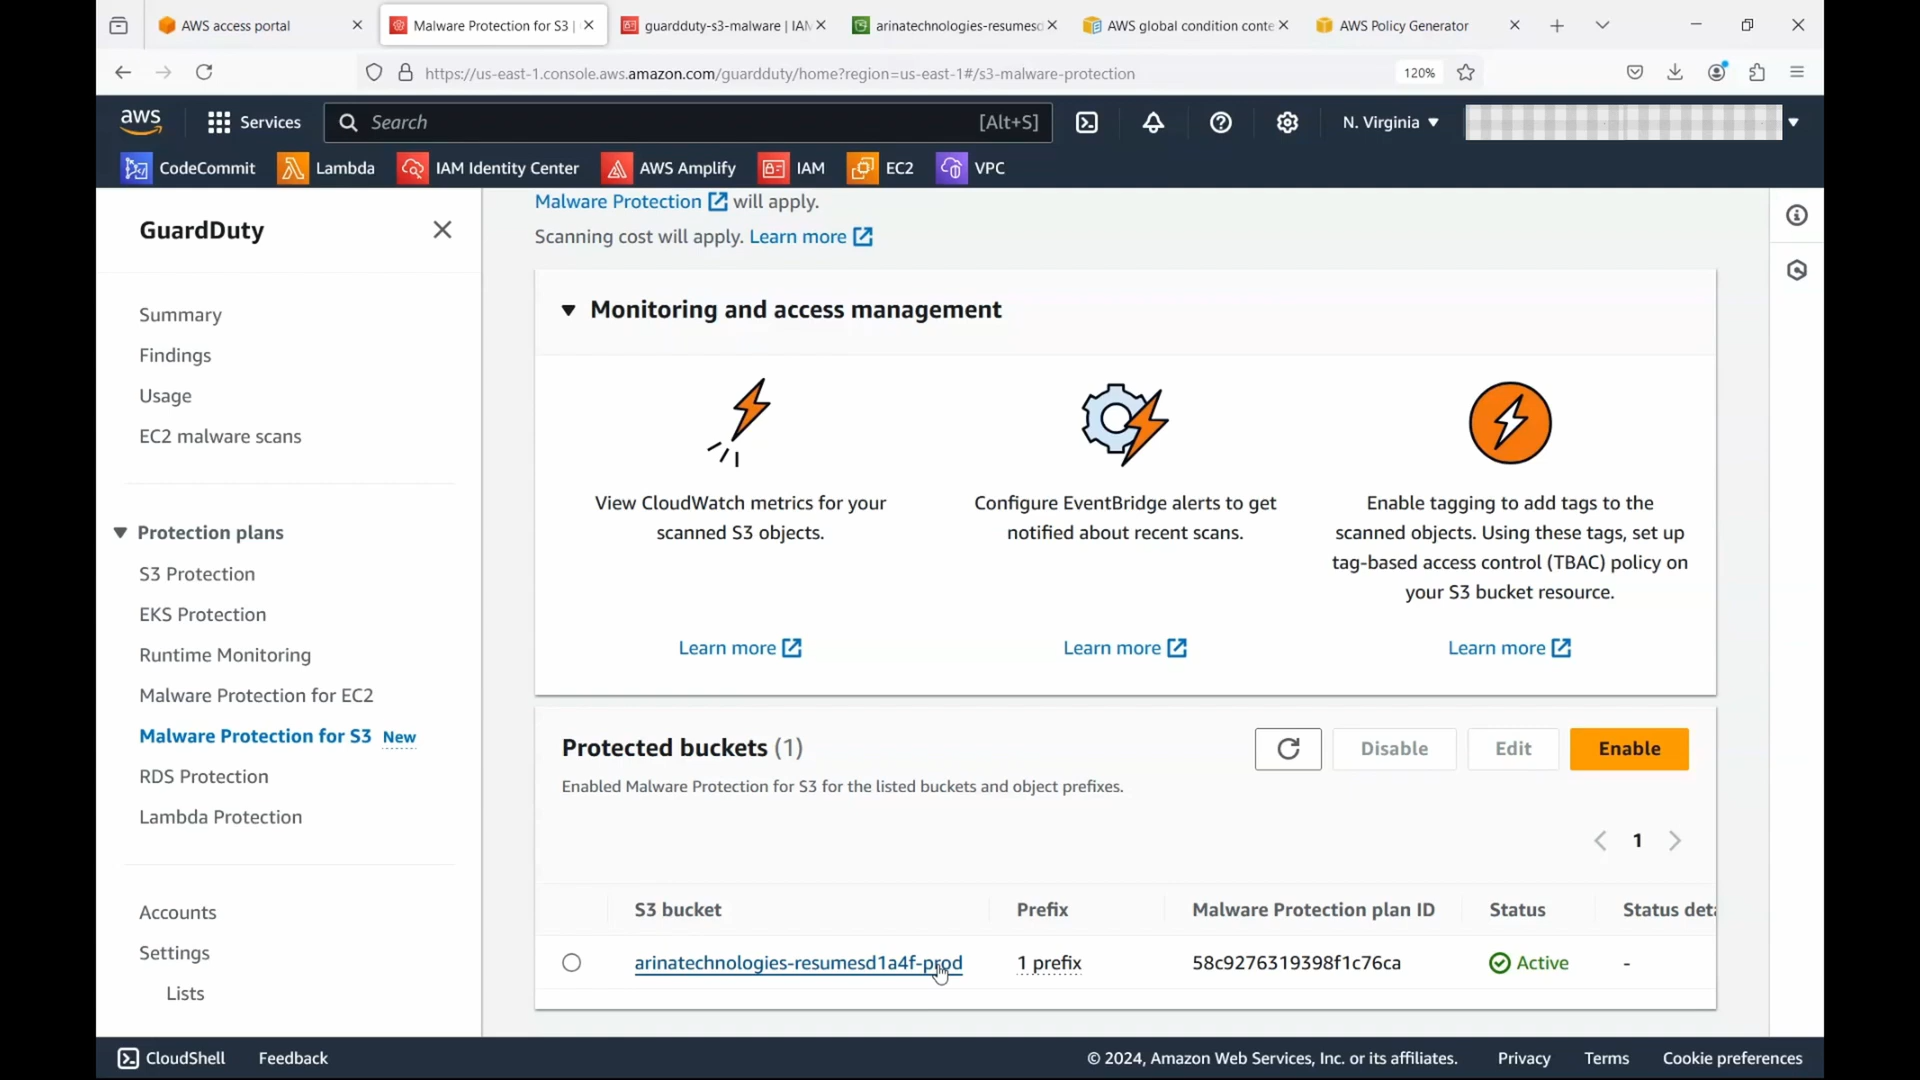 AWS access portal
Malware Protection for S3 |
guardduty-s3-malware | IAM
arinatechnologies-resumesd
AWS global condition conte
AWS Policy Generator
https://us-east-1.console.aws.amazon.com/guardduty/home?region=us-east-1#/s3-malware-protection
120%
aws
Services
Search
[Alt+S]
N. Virginia
CodeCommit
Lambda
IAM Identity Center
AWS Amplify
IAM
EC2
VPC
GuardDuty
Summary
Findings
Usage
EC2 malware scans
Protection plans
S3 Protection
EKS Protection
Runtime Monitoring
Malware Protection for EC2
Malware Protection for S3 New
RDS Protection
Lambda Protection
Accounts
Settings
Lists
Malware Protection will apply.
Scanning cost will apply. Learn more
Monitoring and access management
View CloudWatch metrics for your
scanned S3 objects.
Learn more
Configure EventBridge alerts to get
notified about recent scans.
Learn more
Enable tagging to add tags to the
scanned objects. Using these tags, set up
tag-based access control (TBAC) policy on
your S3 bucket resource.
Learn more
Protected buckets (1)
Disable
Edit
Enable
Enabled Malware Protection for S3 for the listed buckets and object prefixes.
1
S3 bucket
Prefix
Malware Protection plan ID
Status
Status deta
arinatechnologies-resumesd1a4f-prod
1 prefix
58c9276319398f1c76ca
Active
-
CloudShell
Feedback
© 2024, Amazon Web Services, Inc. or its affiliates.
Privacy
Terms
Cookie preferences